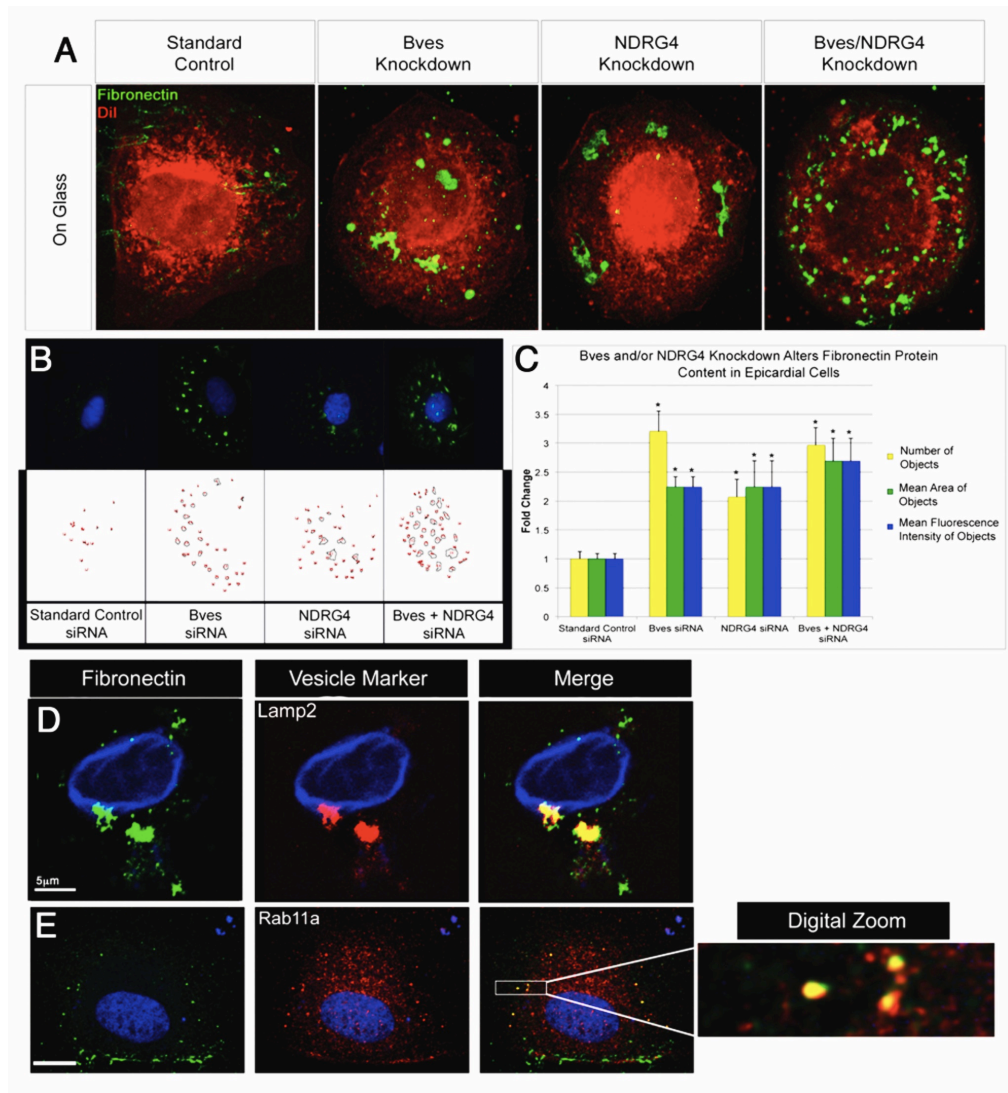 A
Standard
Control
Bves
Knockdown
NDRG4
Knockdown
Bves/NDRG4
Knockdown
On Glass
Fibronectin
DiI
B
Standard Control
siRNA
Bves
siRNA
NDRG4
siRNA
Bves + NDRG4
siRNA
C
Bves and/or NDRG4 Knockdown Alters Fibronectin Protein
Content in Epicardial Cells
Fold Change
4
3.5
3
2.5
2
1.5
1
0.5
0
* * * * * * * * *
Standard Control
siRNA
Bves siRNA
NDRG4 siRNA
Bves + NDRG4
siRNA
Number of
Objects
Mean Area of
Objects
Mean Fluorescence
Intensity of Objects
Fibronectin
Vesicle Marker
Merge
D
5μm
Lamp2
E
Rab11a
Digital Zoom